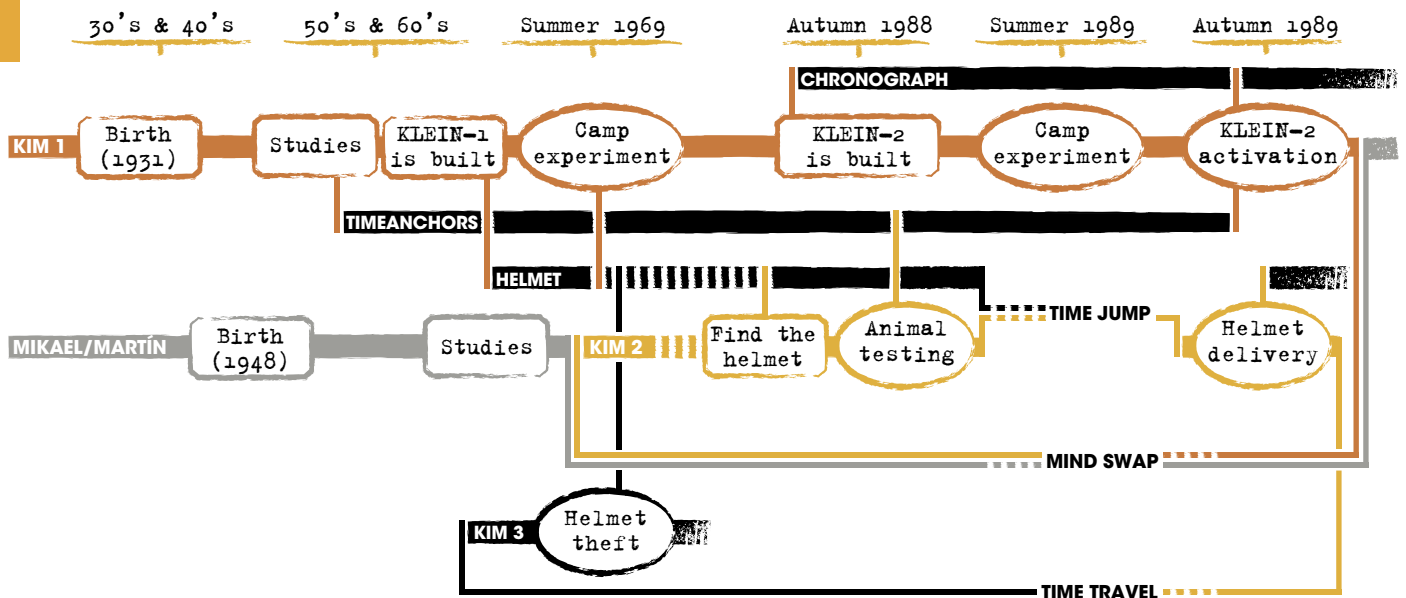 30's & 40's
50's & 60's
Summer 1969
Autumn 1988
Summer 1989
Autumn 1989
CHRONOGRAPH
KIM 1
Birth
(1931)
Studies
KLEIN-1
is built
Camp
experiment
KLEIN-2
is built
Camp
experiment
KLEIN-2
activation
TIMEANCHORS
HELMET
MIKAEL/MARTÍN
Birth
(1948)
Studies
KIM 2
Find the
helmet
Animal
testing
TIME JUMP
Helmet
delivery
MIND SWAP
KIM 3
Helmet
theft
TIME TRAVEL